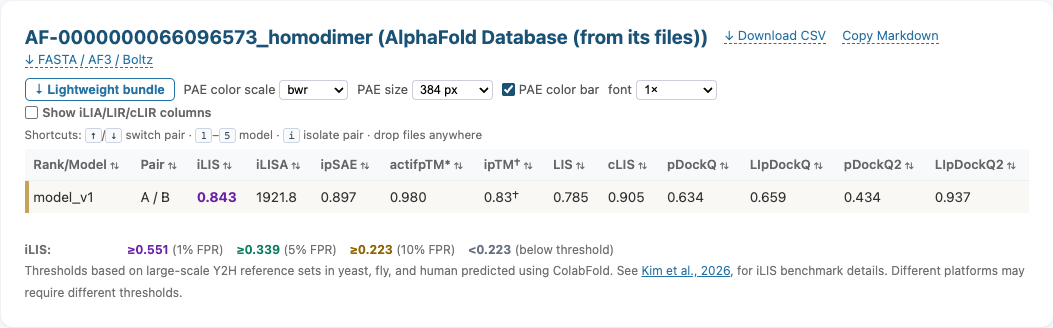 AF-0000000066096573_homodimer (AlphaFold Database (from its files)) ↓ Download CSV Copy Markdown
↓ FASTA / AF3 / Boltz
↓ Lightweight bundle PAE color scale bwr PAE size 384 px PAE color bar font 1×
Show iLIA/LIR/cLIR columns
Shortcuts: ↑/↓ switch pair · 1–5 model · i isolate pair · drop files anywhere
Rank/Model ↑↓ Pair ↑↓ iLIS ↑↓ iLISA ↑↓ ipSAE ↑↓ actifpTM* ↑↓ ipTM† ↑↓ LIS ↑↓ cLIS ↑↓ pDockQ ↑↓ LIpDockQ ↑↓ pDockQ2 ↑↓ LIpDockQ2 ↑↓
model_v1 A / B 0.843 1921.8 0.897 0.980 0.83† 0.785 0.905 0.634 0.659 0.434 0.937
iLIS: ≥0.551 (1% FPR) ≥0.339 (5% FPR) ≥0.223 (10% FPR) <0.223 (below threshold)
Thresholds based on large-scale Y2H reference sets in yeast, fly, and human predicted using ColabFold. See Kim et al., 2026, for iLIS benchmark details. Different platforms may
require different thresholds.